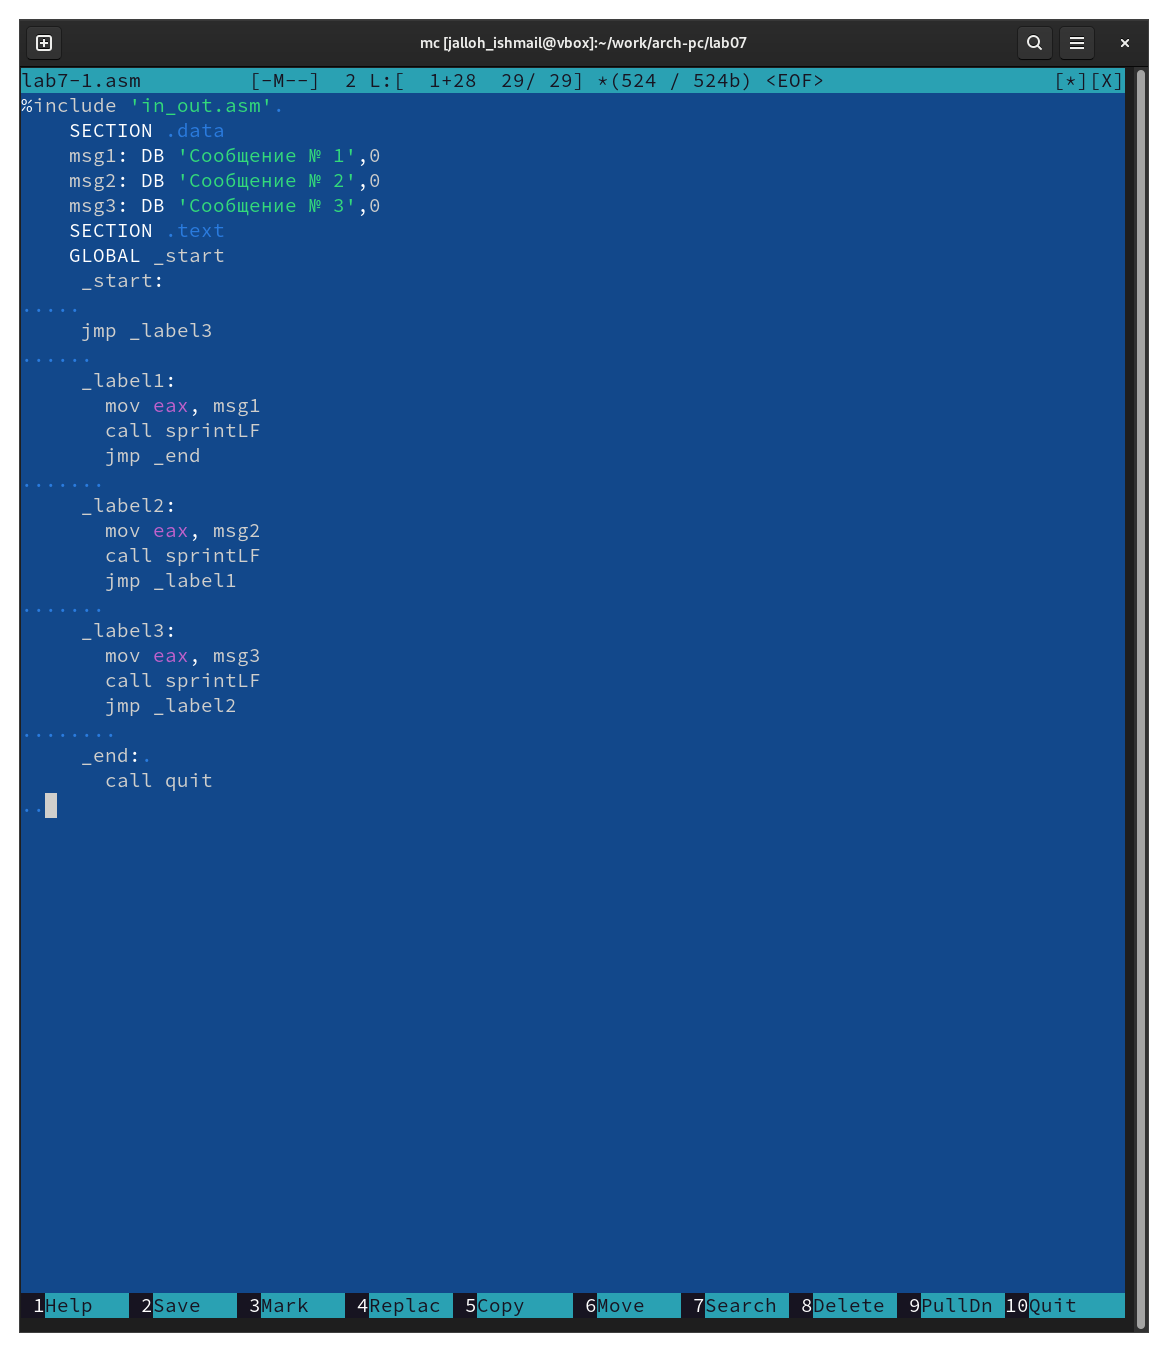 mc [jalloh_ishmail@vbox]:~/work/arch-pc/lab07
lab7-1.asm [-M--] 2 L:[ 1+28 29/ 29] *(524 / 524b) <EOF> [*][X]
%include 'in_out.asm'.
SECTION .data
msg1: DB 'Сообщение № 1',0
msg2: DB 'Сообщение № 2',0
msg3: DB 'Сообщение № 3',0
SECTION .text
GLOBAL _start
_start:
.....
jmp _label3
......
_label1:
mov eax, msg1
call sprintLF
jmp _end
.......
_label2:
mov eax, msg2
call sprintLF
jmp _label1
.......
_label3:
mov eax, msg3
call sprintLF
jmp _label2
........
_end:.
call quit
..
1Help 2Save 3Mark 4Replac 5Copy 6Move 7Search 8Delete 9PullDn 10Quit